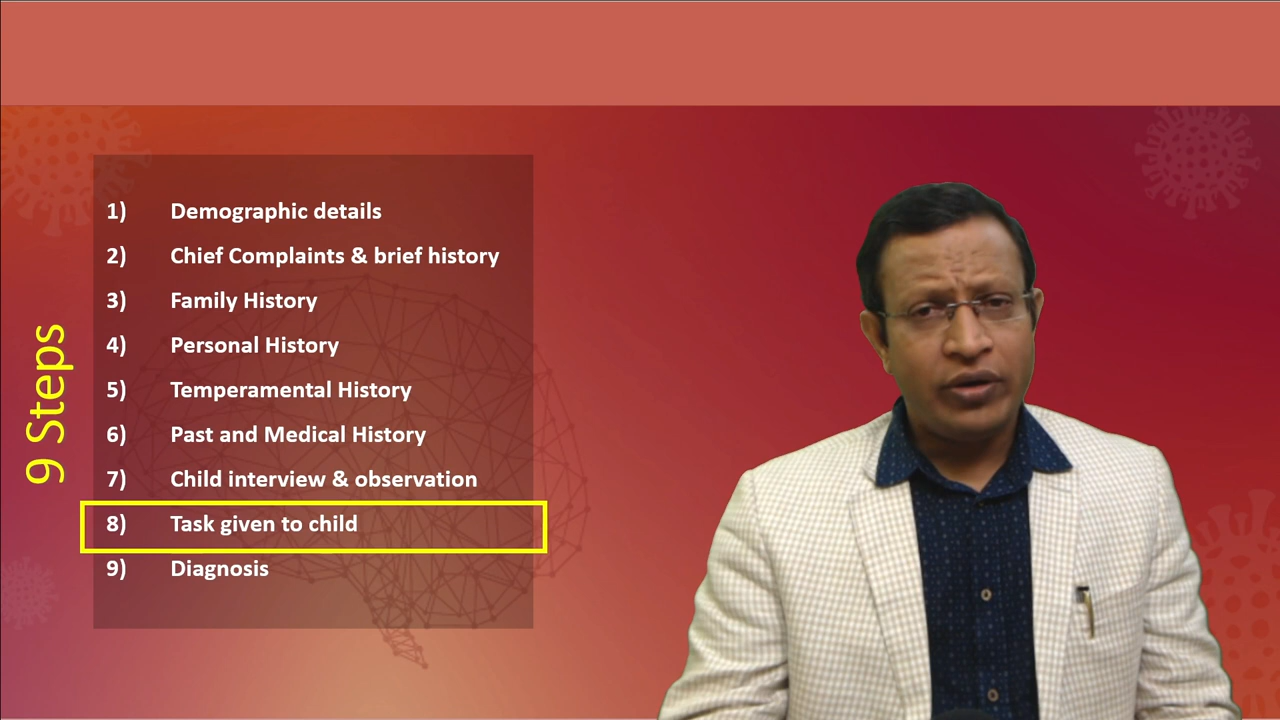 9 Steps
1) Demographic details
2) Chief Complaints & brief history
3) Family History
4) Personal History
5) Temperamental History
6) Past and Medical History
7) Child interview & observation
8) Task given to child
9) Diagnosis